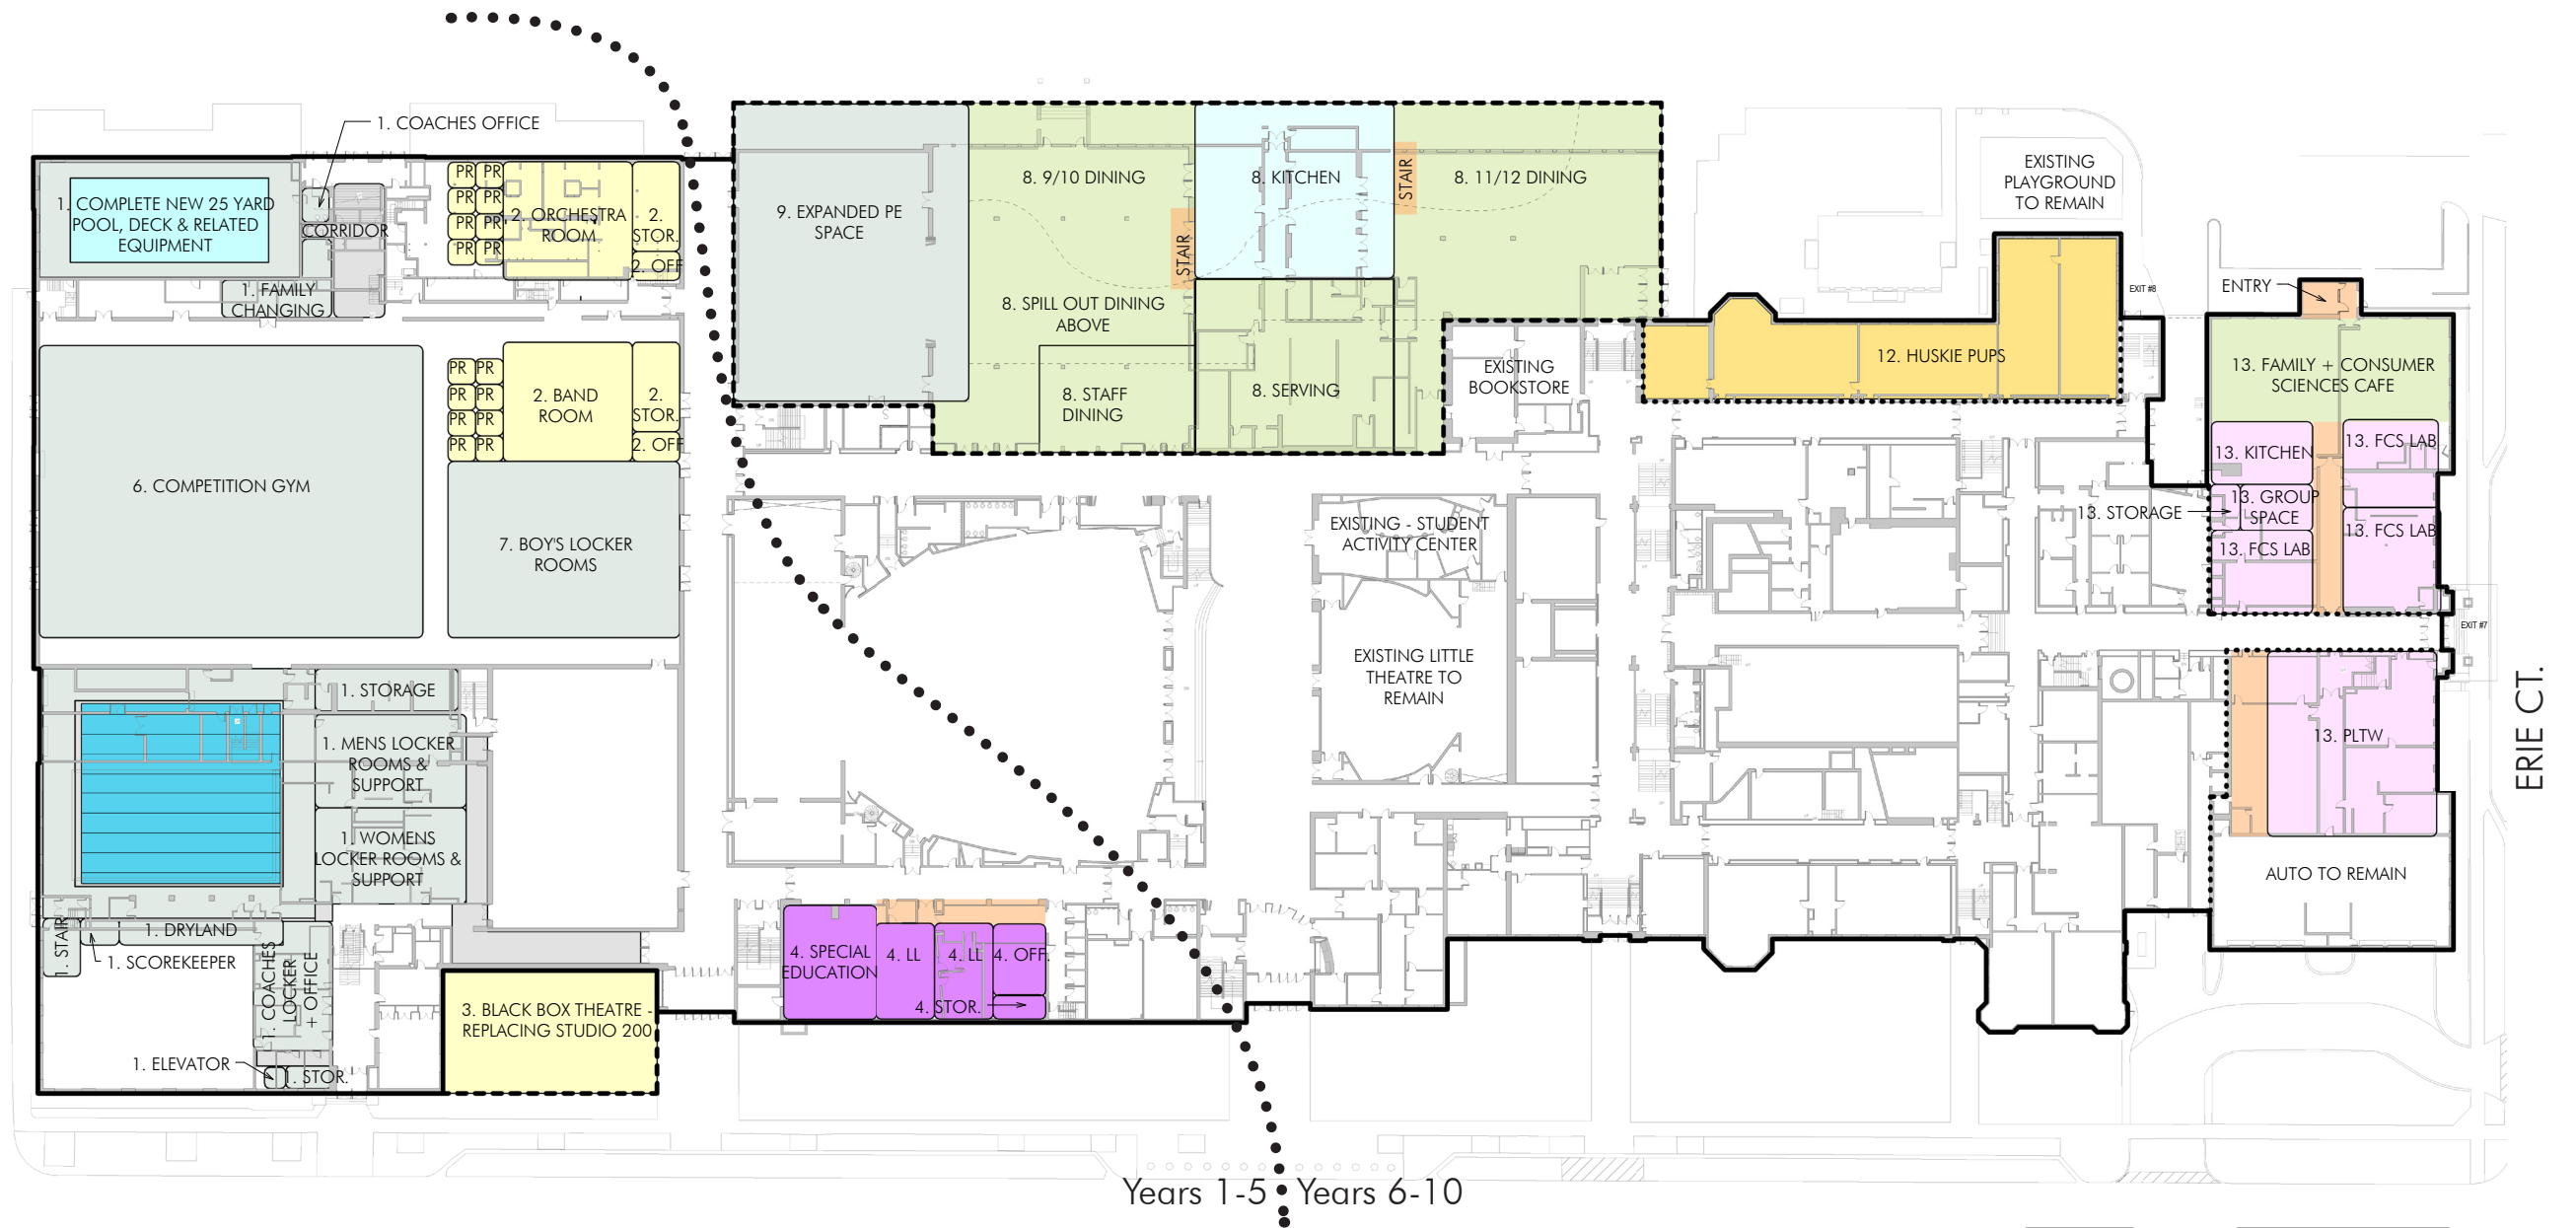 1. COACHES OFFICE
1. COMPLETE NEW 25 YARD
POOL, DECK & RELATED
EQUIPMENT
CORRIDOR
1. FAMILY
CHANGING
PR PR
PR PR
PR PR
PR PR
2. ORCHESTRA
ROOM
2.
STOR.
2. OFF
PR PR
PR PR
PR PR
PR PR
2. BAND
ROOM
2.
STOR.
2. OFF
6. COMPETITION GYM
7. BOY'S LOCKER
ROOMS
1. STORAGE
1. MENS LOCKER
ROOMS &
SUPPORT
1. WOMENS
LOCKER ROOMS &
SUPPORT
1. STAIR
1. DRYLAND
1. SCOREKEEPER
1. COACHES
LOCKER
+ OFFICE
1. ELEVATOR
1. STOR.
3. BLACK BOX THEATRE -
REPLACING STUDIO 200
9. EXPANDED PE
SPACE
8. 9/10 DINING
STAIR
8. KITCHEN
STAIR
8. 11/12 DINING
8. SPILL OUT DINING
ABOVE
8. STAFF
DINING
8. SERVING
EXISTING
BOOKSTORE
EXISTING
PLAYGROUND
TO REMAIN
12. HUSKIE PUPS
EXIT #8
ENTRY
13. FAMILY + CONSUMER
SCIENCES CAFE
13. KITCHEN
13. FCS LAB
13. GROUP
SPACE
13. STORAGE
13. FCS LAB
13. FCS LAB
EXIT #7
EXISTING - STUDENT
ACTIVITY CENTER
EXISTING LITTLE
THEATRE TO
REMAIN
13. PLTW
AUTO TO REMAIN
ERIE CT.
4. SPECIAL
EDUCATION
4. LL
4. LL
4. OFF.
4. STOR.
Years 1-5
Years 6-10